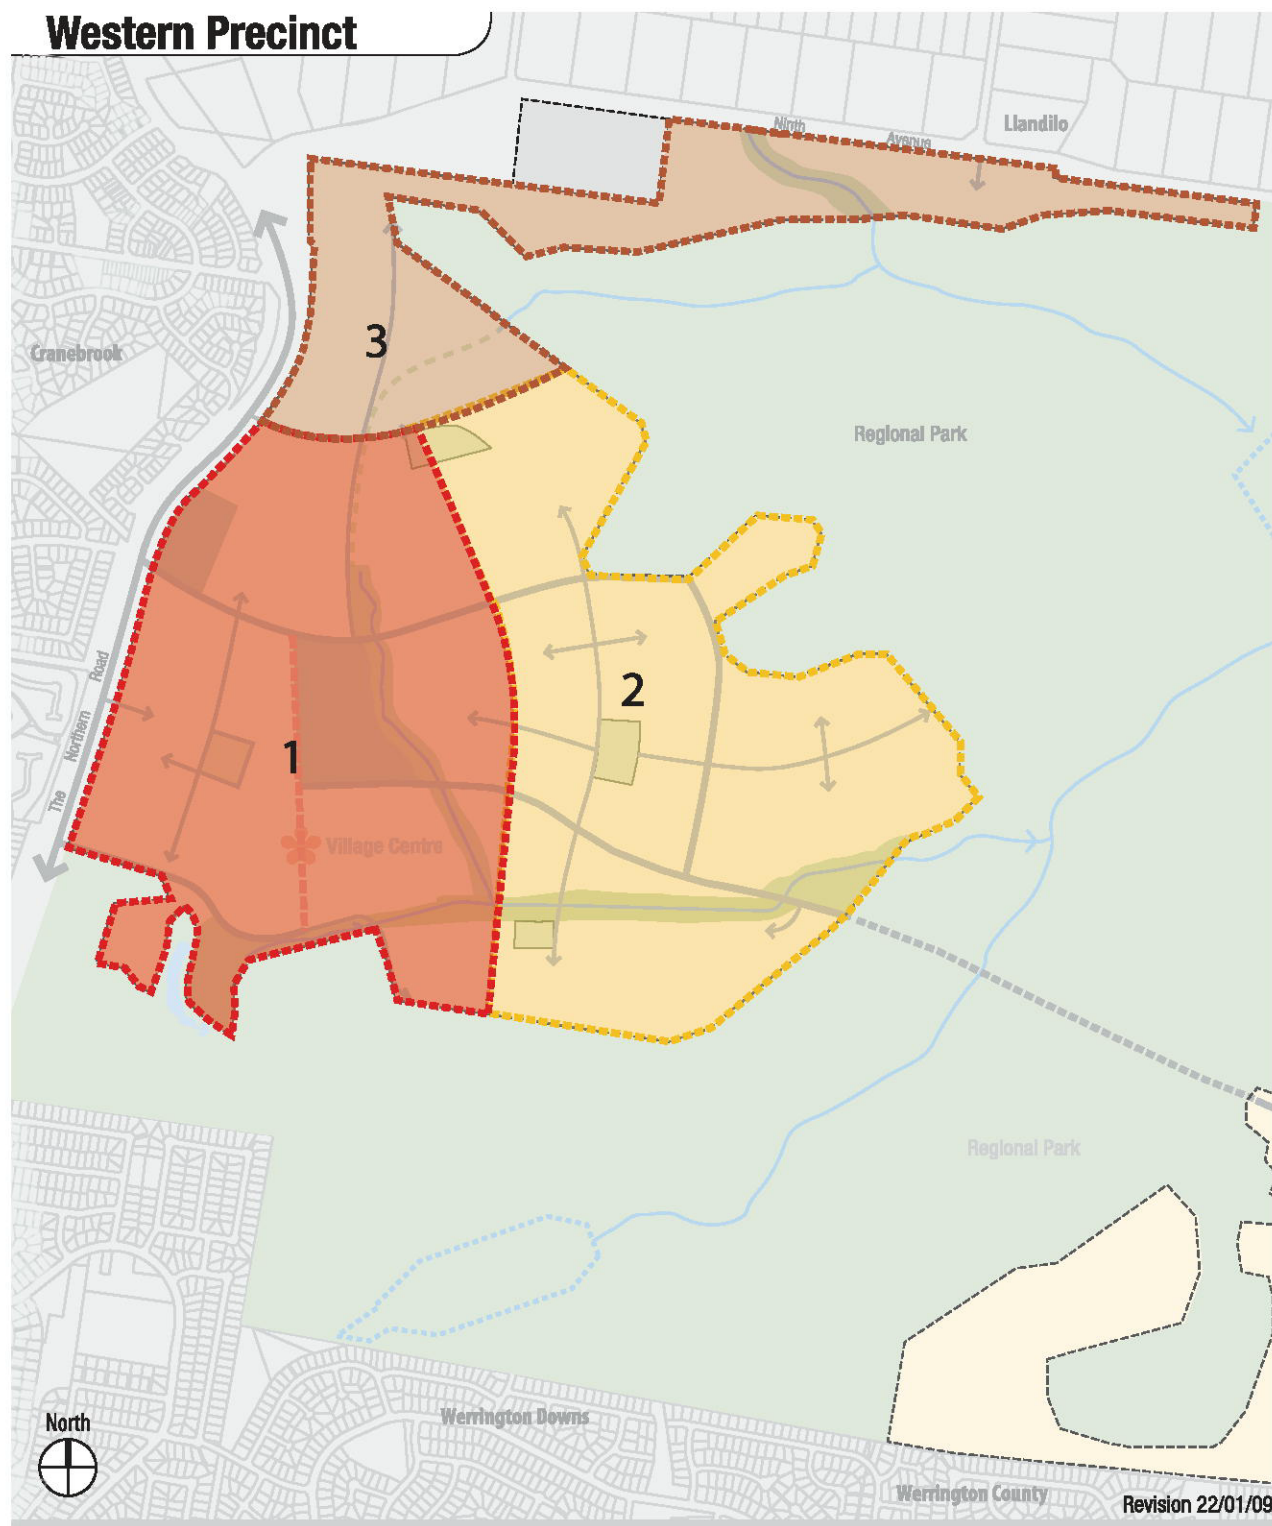 Western Precinct
Ninth
Avenue
Llandilo
Cranebrook
3
Regional Park
2
The Northern Road
1
Village Centre
Regional Park
North
Werrington Downs
Werrington County
Revision 22/01/09